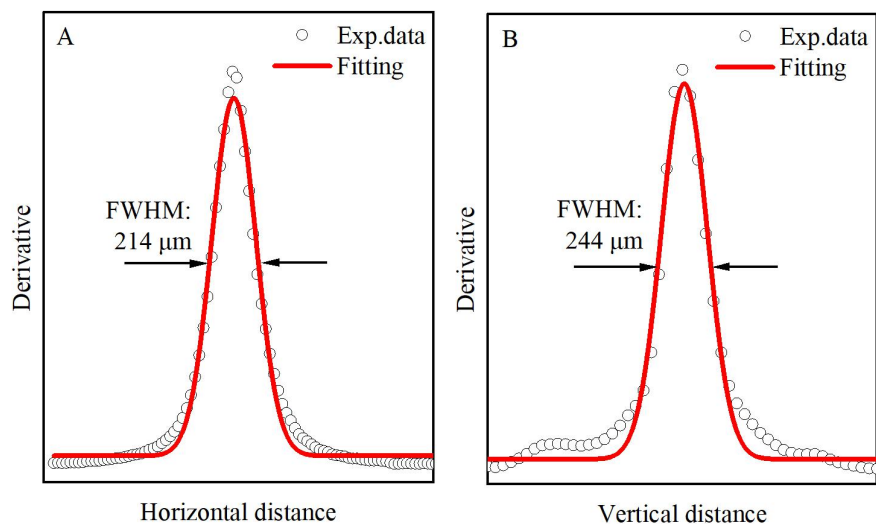 A
Exp.data
Fitting
FWHM:
214 μm
Derivative
Horizontal distance
B
Exp.data
Fitting
FWHM:
244 μm
Derivative
Vertical distance